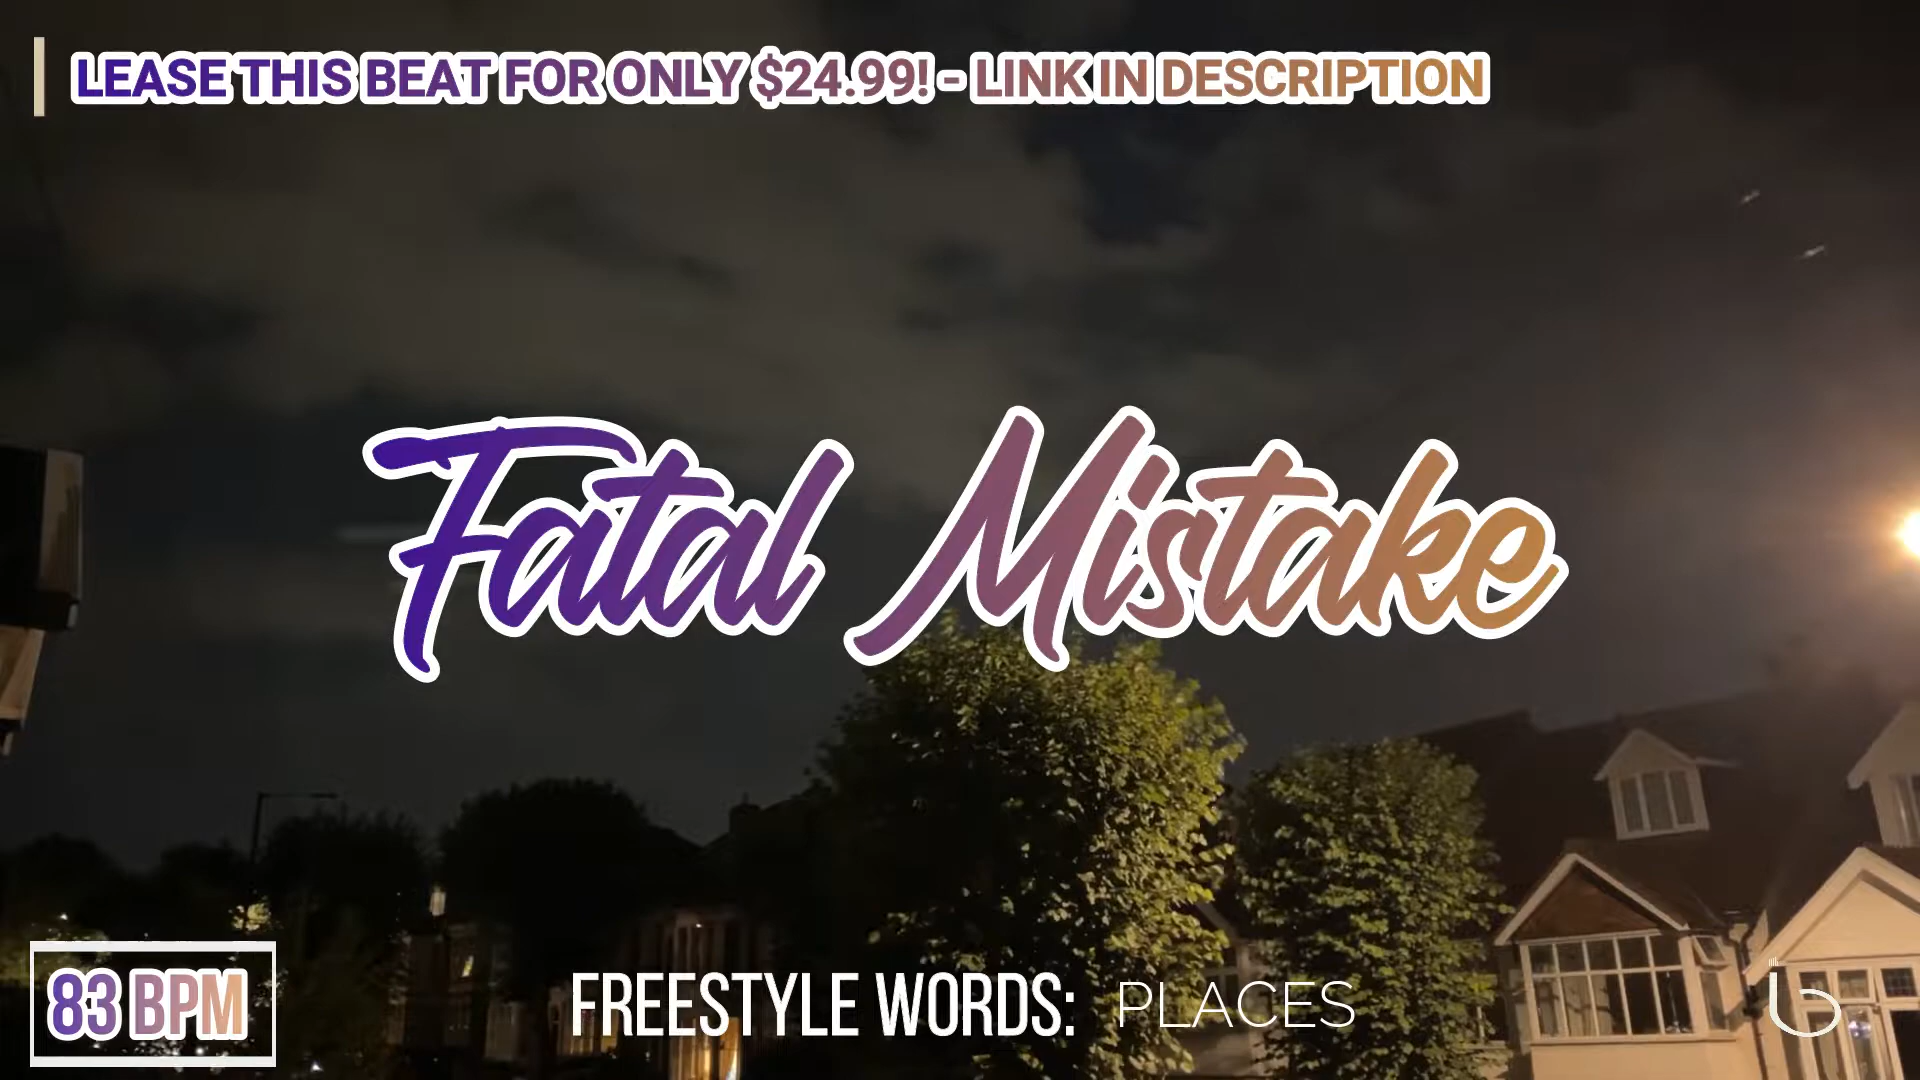 LEASE THIS BEAT FOR ONLY $24.99! - LINK IN DESCRIPTION
Fatal Mistake
83 BPM
FREESTYLE WORDS: PLACES